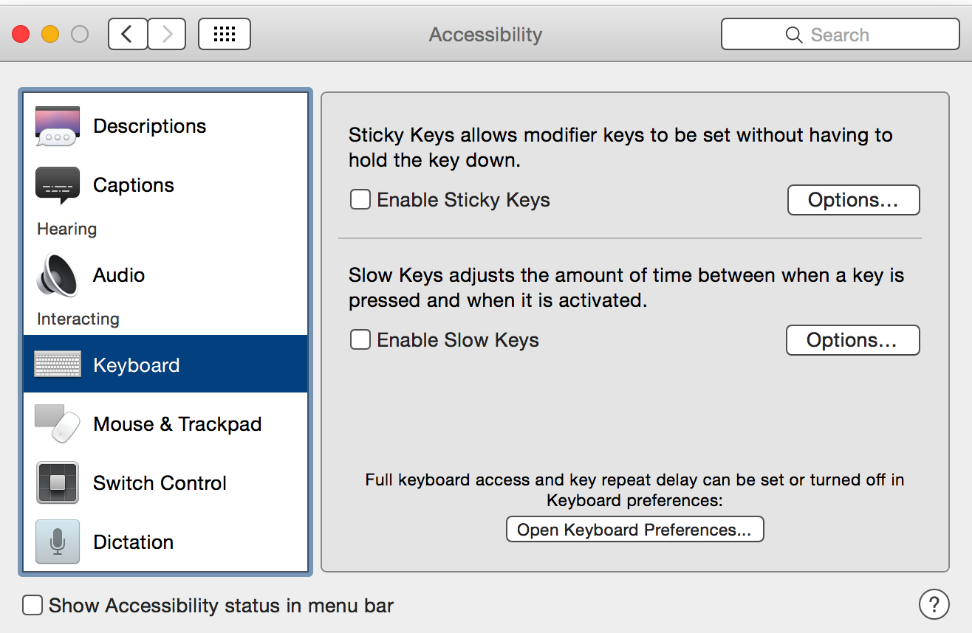 Accessibility
Search
Descriptions
Captions
Hearing
Audio
Interacting
Keyboard
Mouse & Trackpad
Switch Control
Dictation
Sticky Keys allows modifier keys to be set without having to
hold the key down.
Enable Sticky Keys
Options...
Slow Keys adjusts the amount of time between when a key is
pressed and when it is activated.
Enable Slow Keys
Options...
Full keyboard access and key repeat delay can be set or turned off in
Keyboard preferences:
Open Keyboard Preferences...
Show Accessibility status in menu bar
?